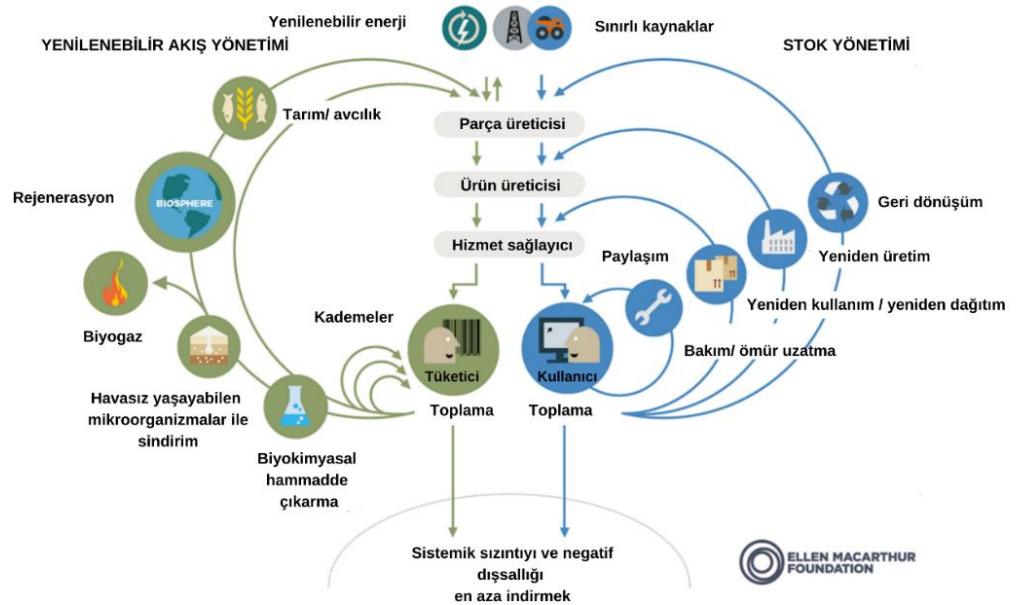 Yenilenebilir enerji
Sınırlı kaynaklar
YENİLENEBİLİR AKIŞ YÖNETİMİ
STOK YÖNETİMİ
Tarım/ avcılık
Parça üreticisi
Rejenerasyon
BIOSPHERE
Ürün üreticisi
Geri dönüşüm
Hizmet sağlayıcı
Paylaşım
Yeniden üretim
Yeniden kullanım / yeniden dağıtım
Kademeler
Biyogaz
Bakım/ ömür uzatma
Tüketici
Kullanıcı
Havasız yaşayabilen
mikroorganizmalar ile
sindirim
Toplama
Toplama
Biyokimyasal
hammadde
çıkarma
Sistemik sızıntıyı ve negatif
dışsallığı
en aza indirmek
ELLEN MACARTHUR
FOUNDATION